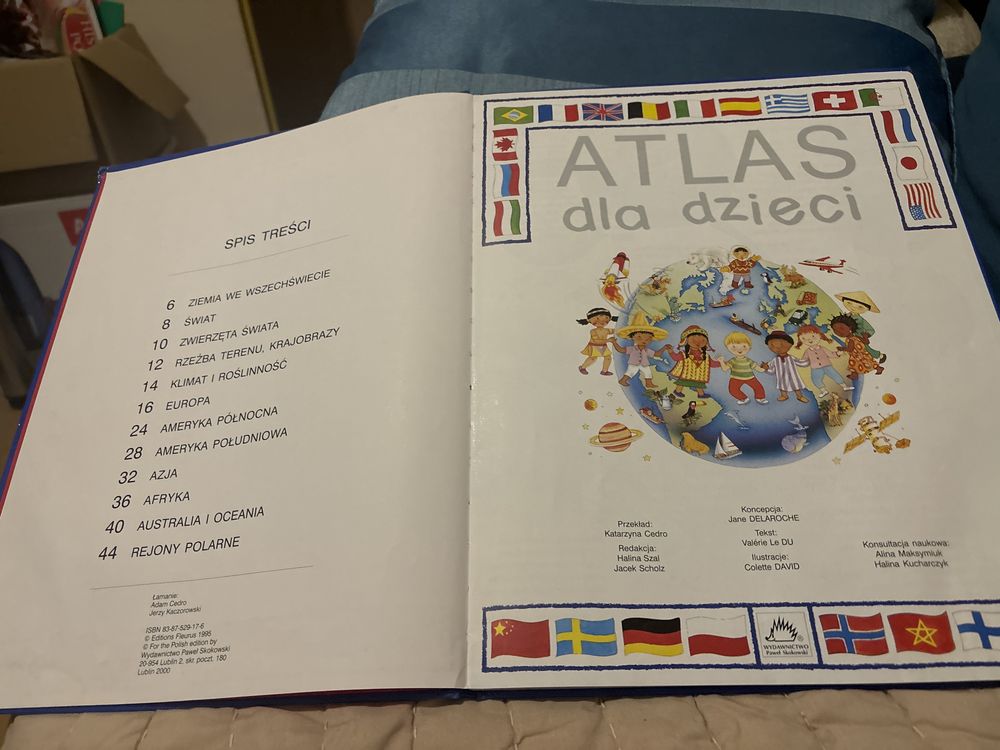 SPIS TREŚCI
6 ZIEMIA WE WSZECHŚWIECIE
8 ŚWIAT
10 ZWIERZĘTA ŚWIATA
12 RZEŹBA TERENU, KRAJOBRAZY
14 KLIMAT I ROŚLINNOŚĆ
16 EUROPA
24 AMERYKA PÓŁNOCNA
28 AMERYKA POŁUDNIOWA
32 AZJA
36 AFRYKA
40 AUSTRALIA I OCEANIA
44 REJONY POLARNE
Łamanie:
Adam Cedro
Jerzy Kaczorowski
ISBN 83-87-529-17-6
© Editions Fleurus 1995
© For the Polish edition by
Wydawnictwo Paweł Skokowski
20-954 Lublin 2, skr. poczt. 180
Lublin 2000
ATLAS
dla dzieci
Przekład:
Katarzyna Cedro
Redakcja:
Halina Szal
Jacek Scholz
Koncepcja:
Jane DELAROCHE
Tekst:
Valérie Le DU
Ilustracje:
Colette DAVID
Konsultacja naukowa:
Alina Maksymiuk
Halina Kucharczyk
WYDAWNICTWO
Paweł Skokowski